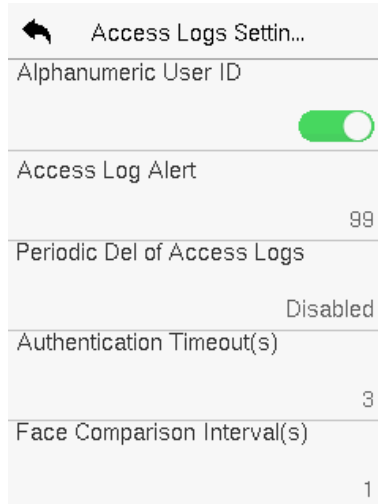 Access Logs Settin...
Alphanumeric User ID
Access Log Alert
99
Periodic Del of Access Logs
Disabled
Authentication Timeout(s)
3
Face Comparison Interval(s)
1